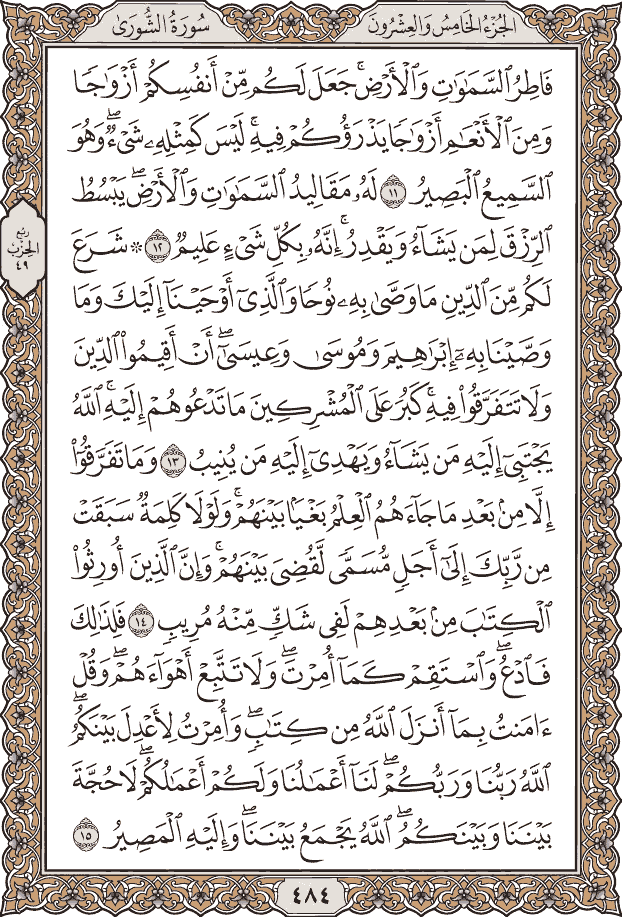 الجُزْءُ الخَامِسُ وَالعِشْرُونَ
سُورَةُ الشُّورَىٰ
فَاطِرُ ٱلسَّمَٰوَٰتِ وَٱلۡأَرۡضِۚ جَعَلَ لَكُم مِّنۡ أَنفُسِكُمۡ أَزۡوَٰجٗا
وَمِنَ ٱلۡأَنۡعَٰمِ أَزۡوَٰجٗا يَذۡرَؤُكُمۡ فِيهِۚ لَيۡسَ كَمِثۡلِهِۦ شَيۡءٞۖ وَهُوَ
ٱلسَّمِيعُ ٱلۡبَصِيرُ ١١ لَهُۥ مَقَالِيدُ ٱلسَّمَٰوَٰتِ وَٱلۡأَرۡضِۖ يَبۡسُطُ
ٱلرِّزۡقَ لِمَن يَشَآءُ وَيَقۡدِرُۚ إِنَّهُۥ بِكُلِّ شَيۡءٍ عَلِيمٞ ١٢ ۞ شَرَعَ
رُبْعُ
الحِزْبِ
٤٩
لَكُم مِّنَ ٱلدِّينِ مَا وَصَّىٰ بِهِۦ نُوحٗا وَٱلَّذِيٓ أَوۡحَيۡنَآ إِلَيۡكَ وَمَا
وَصَّيۡنَا بِهِۦٓ إِبۡرَٰهِيمَ وَمُوسَىٰ وَعِيسَىٰٓۖ أَنۡ أَقِيمُواْ ٱلدِّينَ
وَلَا تَتَفَرَّقُواْ فِيهِۚ كَبُرَ عَلَى ٱلۡمُشۡرِكِينَ مَا تَدۡعُوهُمۡ إِلَيۡهِۚ ٱللَّهُ
يَجۡتَبِيٓ إِلَيۡهِ مَن يَشَآءُ وَيَهۡدِيٓ إِلَيۡهِ مَن يُنِيبُ ١٣ وَمَا تَفَرَّقُوٓاْ
إِلَّا مِنۢ بَعۡدِ مَا جَآءَهُمُ ٱلۡعِلۡمُ بَغۡيَۢا بَيۡنَهُمۡۚ وَلَوۡلَا كَلِمَةٞ سَبَقَتۡ
مِن رَّبِّكَ إِلَىٰٓ أَجَلٖ مُّسَمّٗى لَّقُضِيَ بَيۡنَهُمۡۚ وَإِنَّ ٱلَّذِينَ أُورِثُواْ
ٱلۡكِتَٰبَ مِنۢ بَعۡدِهِمۡ لَفِي شَكّٖ مِّنۡهُ مُرِيبٖ ١٤ فَلِذَٰلِكَ
فَٱدۡعُۖ وَٱسۡتَقِمۡ كَمَآ أُمِرۡتَۖ وَلَا تَتَّبِعۡ أَهۡوَآءَهُمۡۖ وَقُلۡ
ءَامَنتُ بِمَآ أَنزَلَ ٱللَّهُ مِن كِتَٰبٖۖ وَأُمِرۡتُ لِأَعۡدِلَ بَيۡنَكُمُۖ
ٱللَّهُ رَبُّنَا وَرَبُّكُمۡۖ لَنَآ أَعۡمَٰلُنَا وَلَكُمۡ أَعۡمَٰلُكُمۡۖ لَا حُجَّةَ
بَيۡنَنَا وَبَيۡنَكُمُۖ ٱللَّهُ يَجۡمَعُ بَيۡنَنَاۖ وَإِلَيۡهِ ٱلۡمَصِيرُ ١٥
٤٨٤